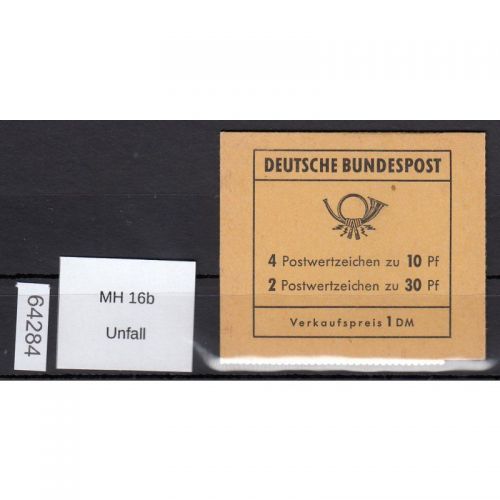 64284
MH 16b
Unfall
DEUTSCHE BUNDESPOST
4 Postwertzeichen zu 10 Pf
2 Postwertzeichen zu 30 Pf
Verkaufspreis 1 DM